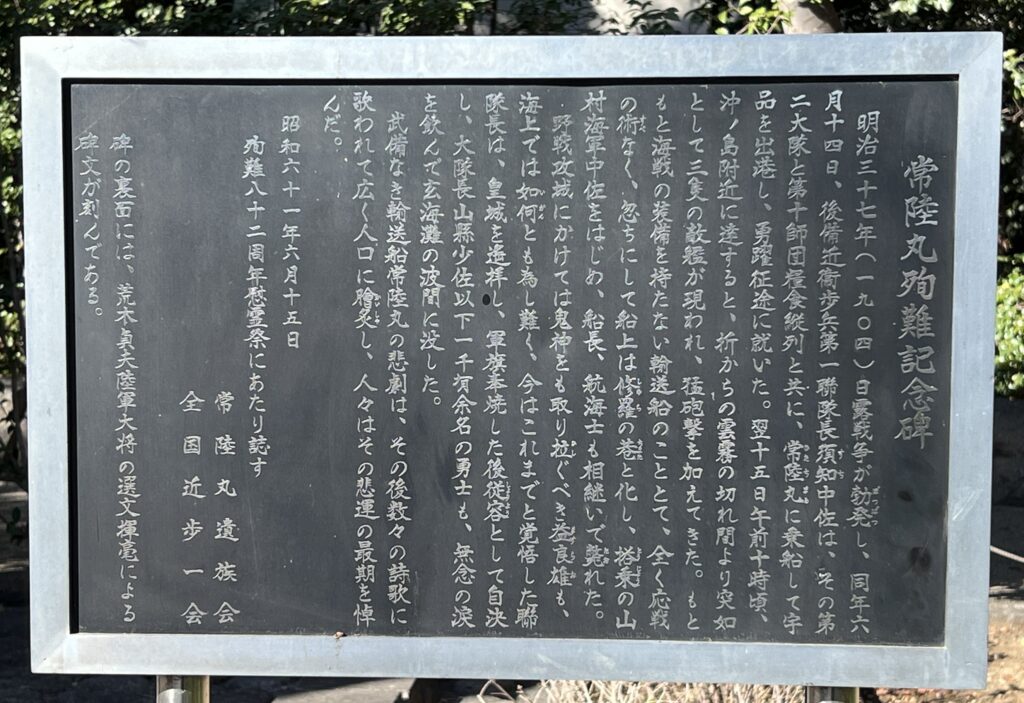 常陸丸殉難記念碑
明治三十七年(一九〇四)日露戦争が勃発し、同年六
月十四日、後備近衛歩兵第一聯隊長須知中佐は、その第
二大隊と第十師団糧食縦列と共に、常陸丸に乗船して宇
品を出港し、勇躍征途に就いた。翌十五日午前十時頃、
沖ノ島附近に達すると、折からの雲霧の切れ間より突如
として三隻の敵艦が現われ、猛砲撃を加えてきた。もと
もと海戦の装備を持たない輸送船のこととて、全く応戦
の術なく、忽ちにして船上は修羅の巷と化し、搭乗の山
村海軍中佐をはじめ、船長、航海士も相継いで斃れた。
野戦攻城にかけては鬼神をも取り拉ぐべき益良雄も、
海上では如何とも為し難く、今はこれまでと覚悟した聯
隊長は、皇城を遙拝し、軍旗奉焼した後従容として自決
し、大隊長山縣少佐以下一千有余名の勇士も、無念の涙
を飲んで玄海灘の波間に没した。
武備なき輸送船常陸丸の悲劇は、その後数々の詩歌に
歌われて広く人口に膾炙し、人々はその悲運の最期を悼
んだ。
昭和六十一年六月十五日
殉難八十二周年慰霊祭にあたり誌す
常陸丸遺族会
全国近歩一会
碑の裏面には、荒木貞夫陸軍大将の選文揮毫による
碑文が刻んである。